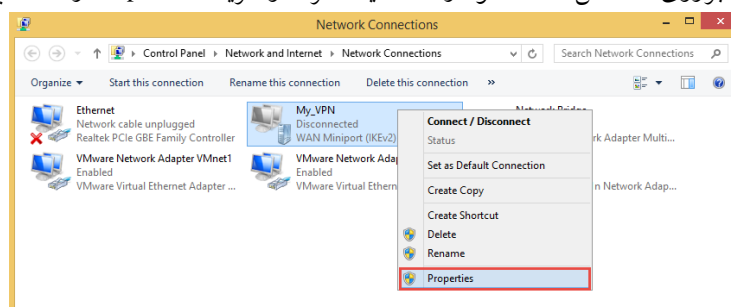 Network Connections
Control Panel ▸ Network and Internet ▸ Network Connections
Search Network Connections
Organize ▾ Start this connection Rename this connection Delete this connection »
Ethernet
Network cable unplugged
Realtek PCIe GBE Family Controller
My_VPN
Disconnected
WAN Miniport (IKEv2)
Network Bridge
rk Adapter Multi...
VMware Network Adapter VMnet1
Enabled
VMware Virtual Ethernet Adapter ...
VMware Network Adap
Enabled
VMware Virtual Ethern
n Network Adap...
Connect / Disconnect
Status
Set as Default Connection
Create Copy
Create Shortcut
Delete
Rename
Properties